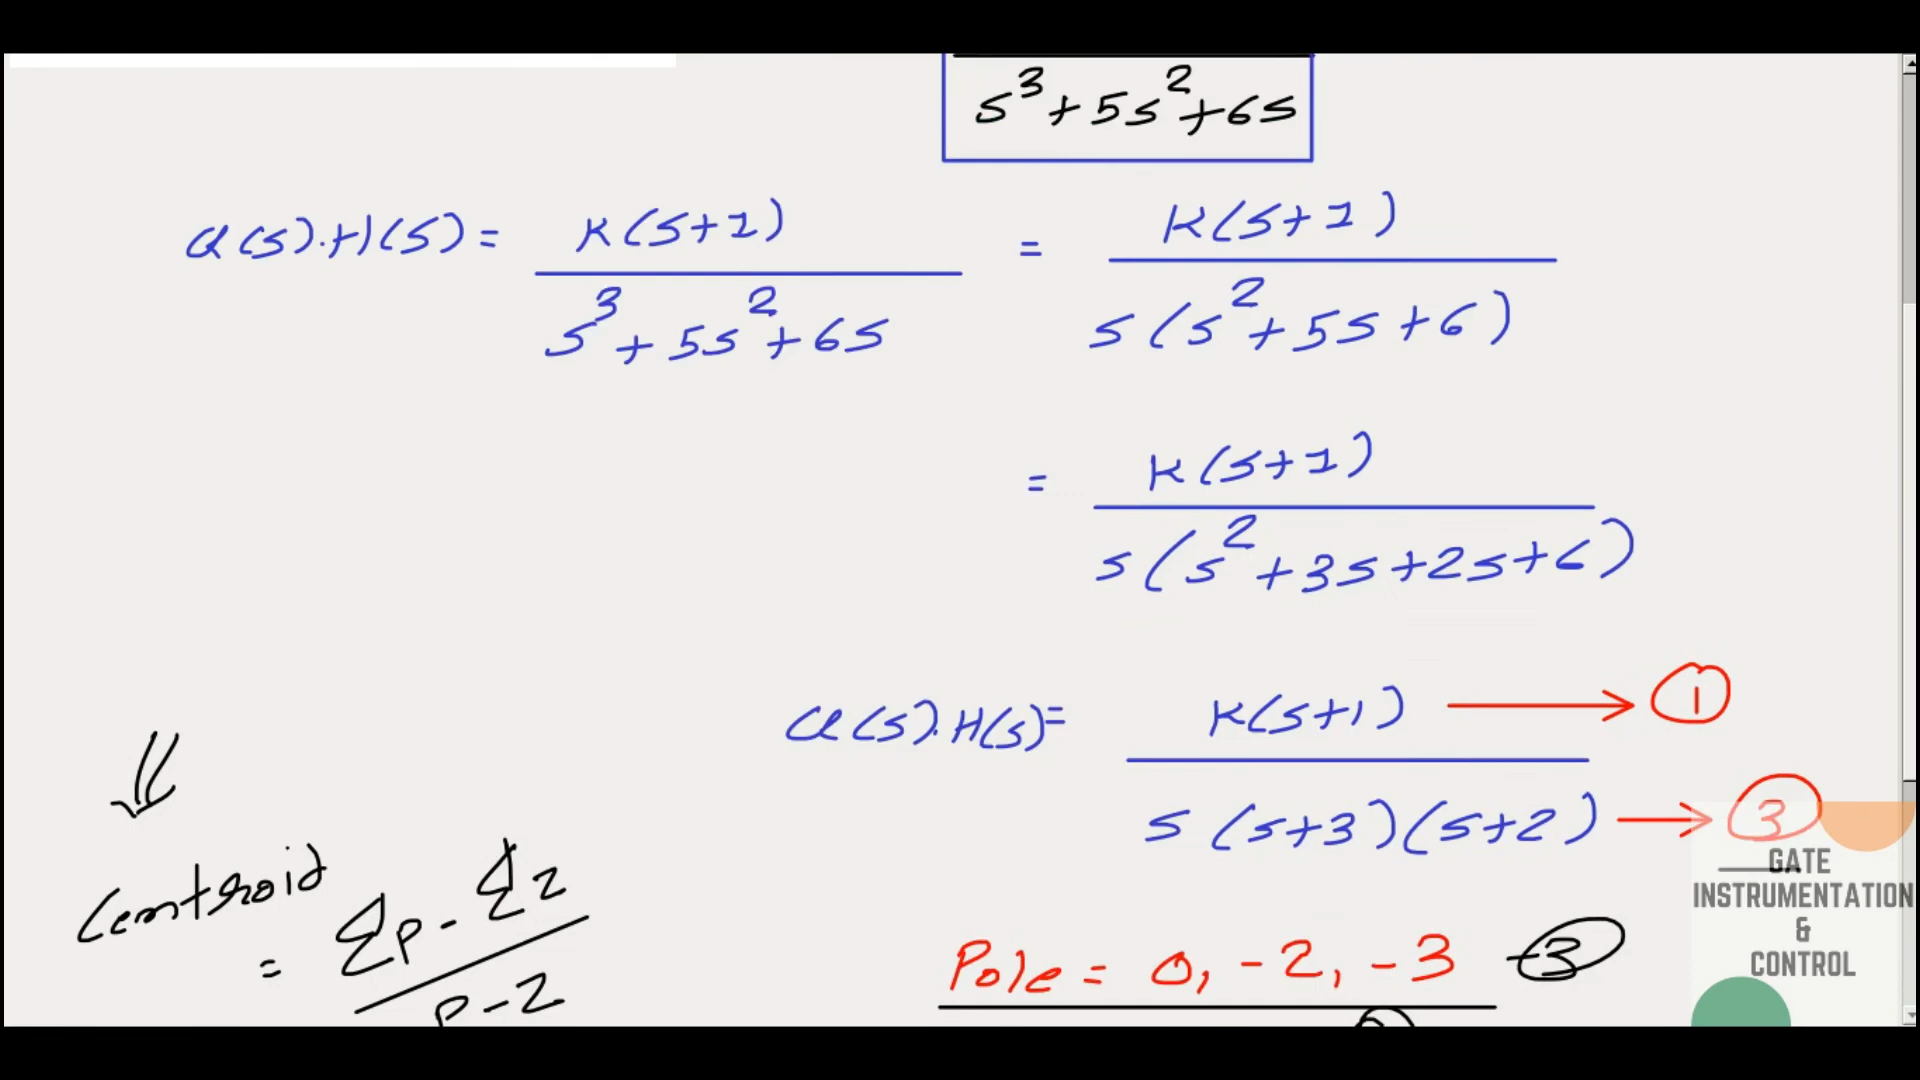 s³+5s²+6s
G(s).H(s) = K(s+1) / s³+5s²+6s = K(s+1) / s(s²+5s+6)
= K(s+1) / s(s²+3s+2s+6)
G(s).H(s) = K(s+1) / s(s+3)(s+2)
→ 1
→ 3
Centroid
= Σp - Σz / p - z
Pole = 0, -2, -3 → 3
GATE
INSTRUMENTATION
&
CONTROL